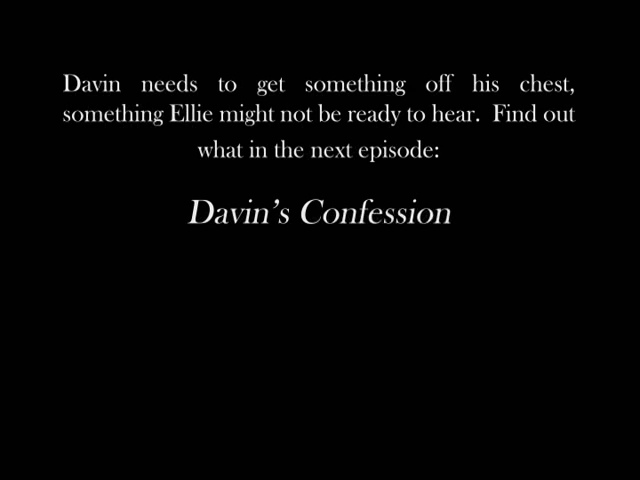 Davin needs to get something off his chest,
something Ellie might not be ready to hear.  Find out
what in the next episode:
Davin's Confession